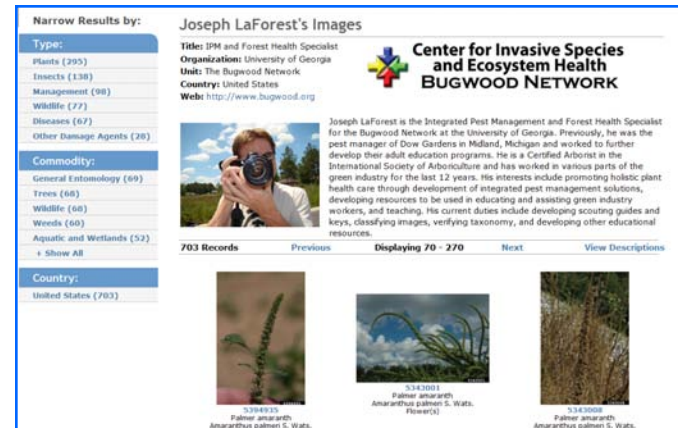 Narrow Results by:
Type:
Plants (295)
Insects (138)
Management (98)
Wildlife (77)
Diseases (67)
Other Damage Agents (28)
Commodity:
General Entomology (69)
Trees (68)
Wildlife (68)
Weeds (60)
Aquatic and Wetlands (52)
+ Show All
Country:
United States (703)
Joseph LaForest's Images
Title: IPM and Forest Health Specialist
Organization: University of Georgia
Unit: The Bugwood Network
Country: United States
Web: http://www.bugwood.org
Center for Invasive Species
and Ecosystem Health
BUGWOOD NETWORK
Joseph LaForest is the Integrated Pest Management and Forest Health Specialist
for the Bugwood Network at the University of Georgia. Previously, he was the
pest manager of Dow Gardens in Midland, Michigan and worked to further
develop their adult education programs. He is a Certified Arborist in the
International Society of Arboriculture and has worked in various parts of the
green industry for the last 12 years. His interests include promoting holistic plant
health care through development of integrated pest management solutions,
developing resources to be used in educating and assisting green industry
workers, and teaching. His current duties include developing scouting guides and
keys, classifying images, verifying taxonomy, and developing other educational
resources.
703 Records Previous Displaying 70 - 270 Next View Descriptions
5394935
Palmer amaranth
Amaranthus palmeri S. Wats.
5343001
Palmer amaranth
Amaranthus palmeri S. Wats.
Flower(s)
5343008
Palmer amaranth
Amaranthus palmeri S. Wats.